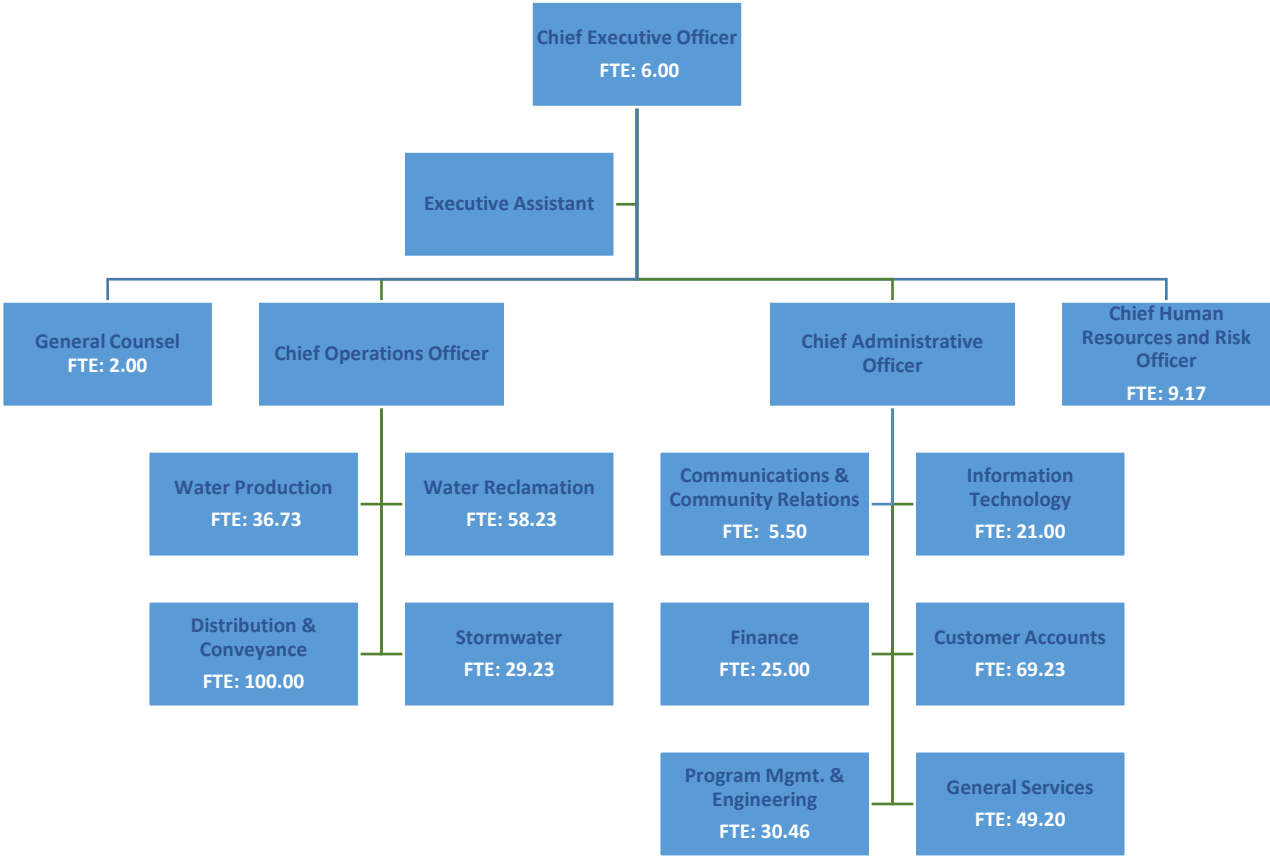 Chief Executive Officer
FTE: 6.00
Executive Assistant
General Counsel
FTE: 2.00
Chief Operations Officer
Chief Administrative
Officer
Chief Human
Resources and Risk
Officer
FTE: 9.17
Water Production
FTE: 36.73
Water Reclamation
FTE: 58.23
Communications &
Community Relations
FTE:  5.50
Information
Technology
FTE: 21.00
Distribution &
Conveyance
FTE: 100.00
Stormwater
FTE: 29.23
Finance
FTE: 25.00
Customer Accounts
FTE: 69.23
Program Mgmt. &
Engineering
FTE: 30.46
General Services
FTE: 49.20